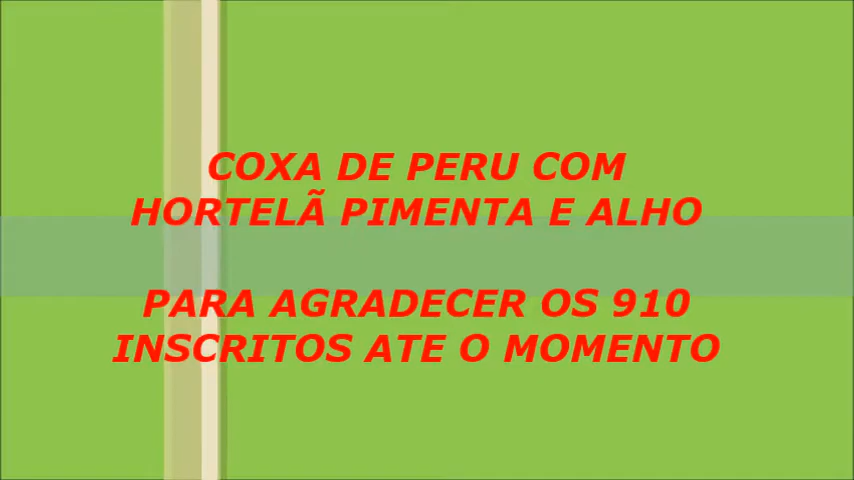 COXA DE PERU COM
HORTELÃ PIMENTA E ALHO
PARA AGRADECER OS 910
INSCRITOS ATE O MOMENTO